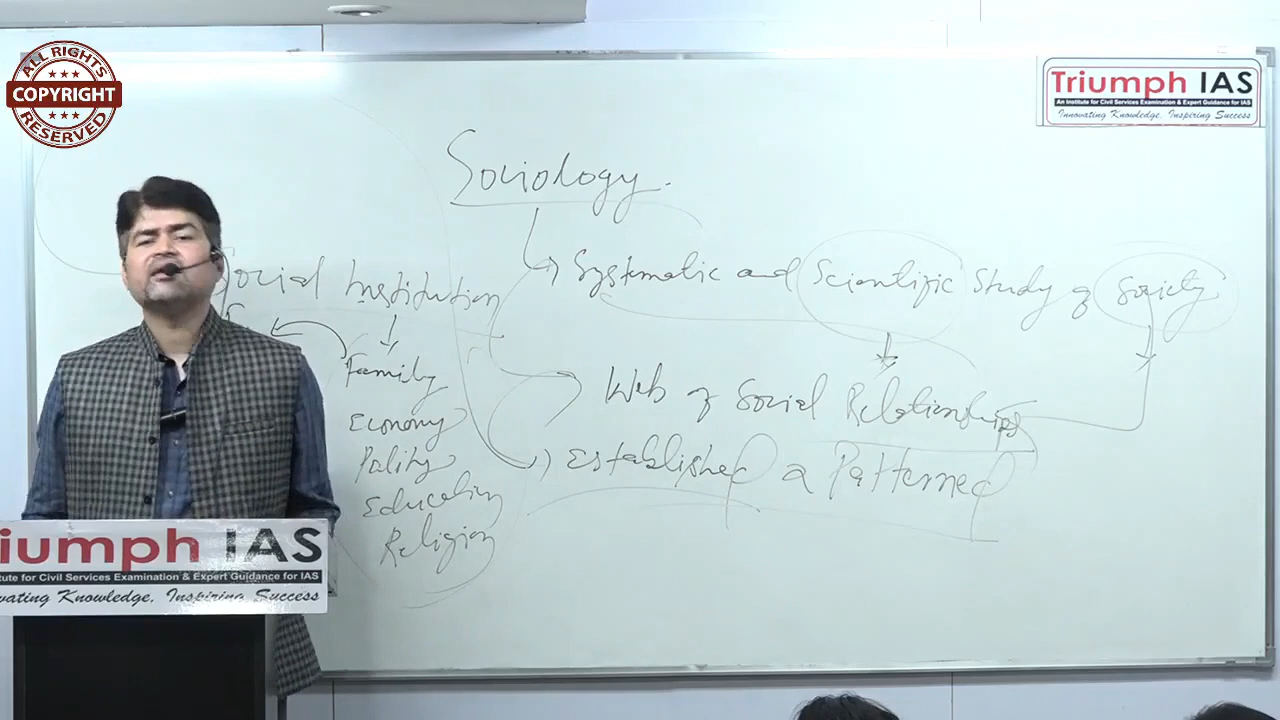 ALL RIGHTS
COPYRIGHT
RESERVED
Triumph IAS
An Institute for Civil Services Examination & Expert Guidance for IAS
Innovating Knowledge, Inspiring Success
Sociology.
Systematic and Scientific Study of Society
Web of Social Relationships
Established & Patterned
Social Institution
Family
Economy
Polity
Education
Religion
riumph IAS
tute for Civil Services Examination & Expert Guidance for IAS
ovating Knowledge, Inspiring Success